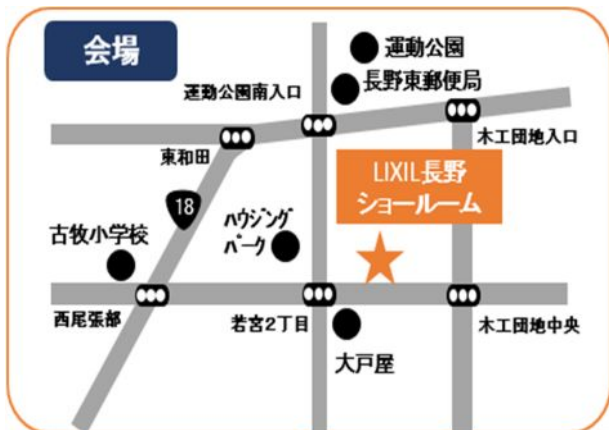 会場
運動公園
長野東郵便局
運動公園南入口
木工団地入口
東和田
LIXIL長野
ショールーム
18
ハウジング
パーク
古牧小学校
西尾張部
若宮2丁目
木工団地中央
大戸屋